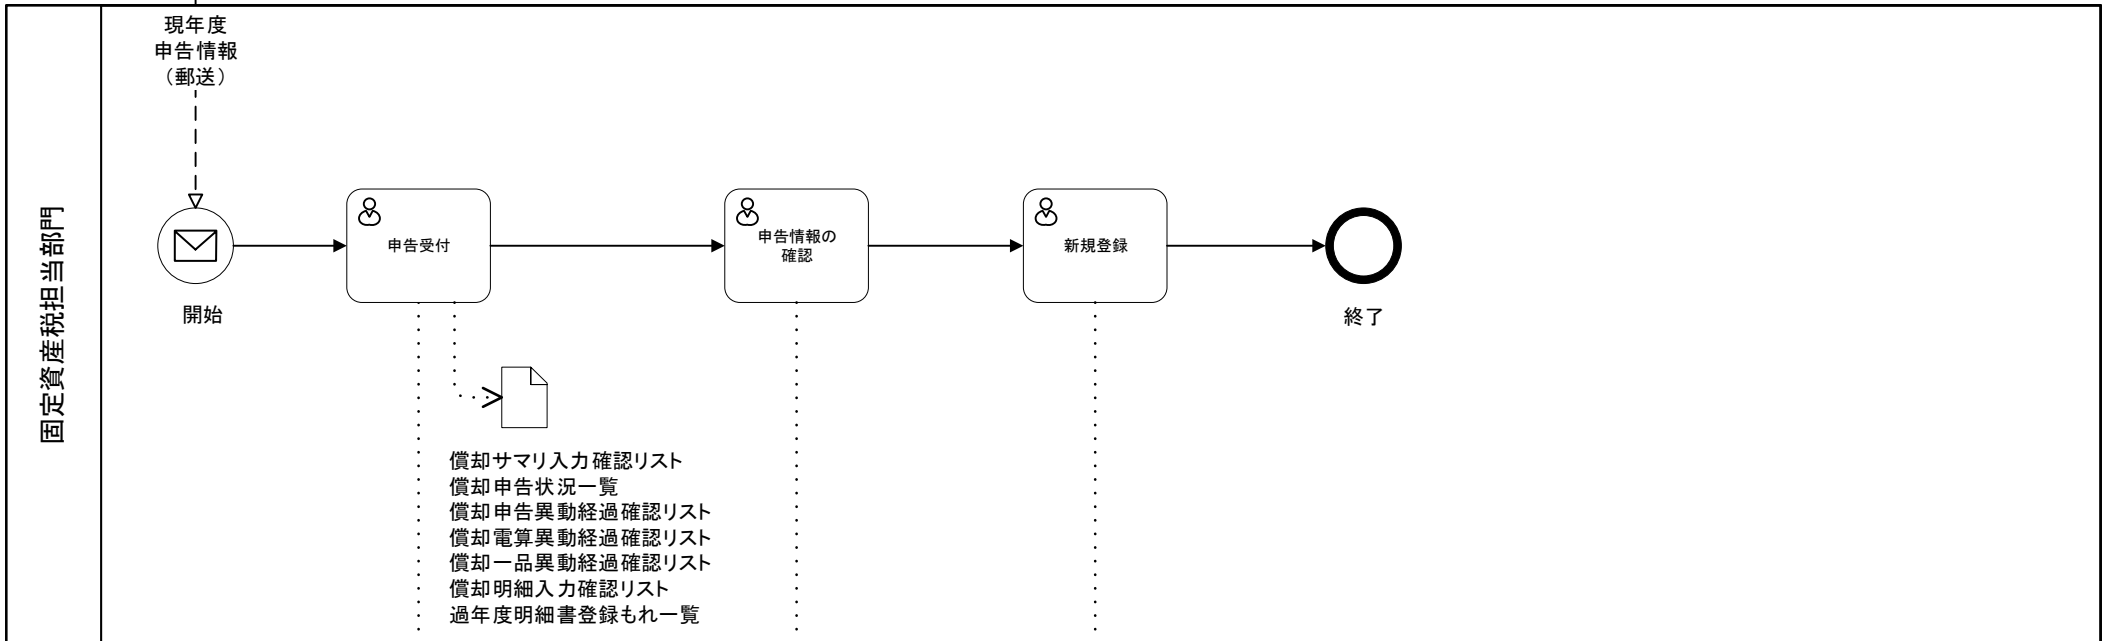 現年度
申告情報
（郵送）
固定資産税担当部門
開始
申告受付
申告情報の
確認
新規登録
終了
償却サマリ入力確認リスト
償却申告状況一覧
償却申告異動経過確認リスト
償却電算異動経過確認リスト
償却一品異動経過確認リスト
償却明細入力確認リスト
過年度明細書登録もれ一覧